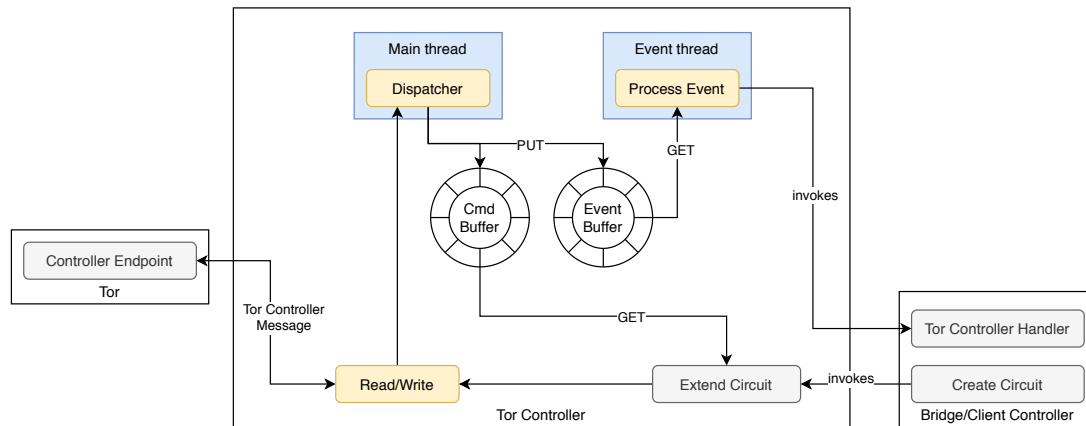 Main thread
Event thread
Dispatcher
Process Event
PUT
GET
invokes
Cmd
Buffer
Event
Buffer
Controller Endpoint
Tor
Tor Controller
Message
GET
Tor Controller Handler
Read/Write
Extend Circuit
invokes
Create Circuit
Tor Controller
Bridge/Client Controller